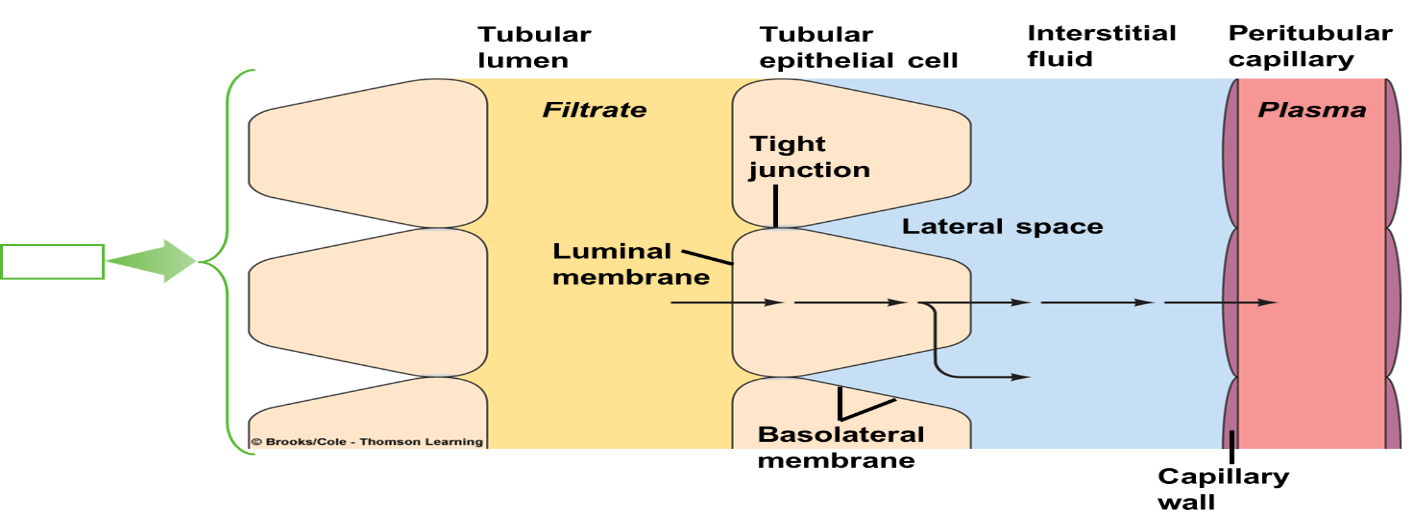 Tubular
lumen
Tubular
epithelial cell
Interstitial
fluid
Peritubular
capillary
Filtrate
Plasma
Tight
junction
Lateral space
Luminal
membrane
© Brooks/Cole - Thomson Learning
Basolateral
membrane
Capillary
wall